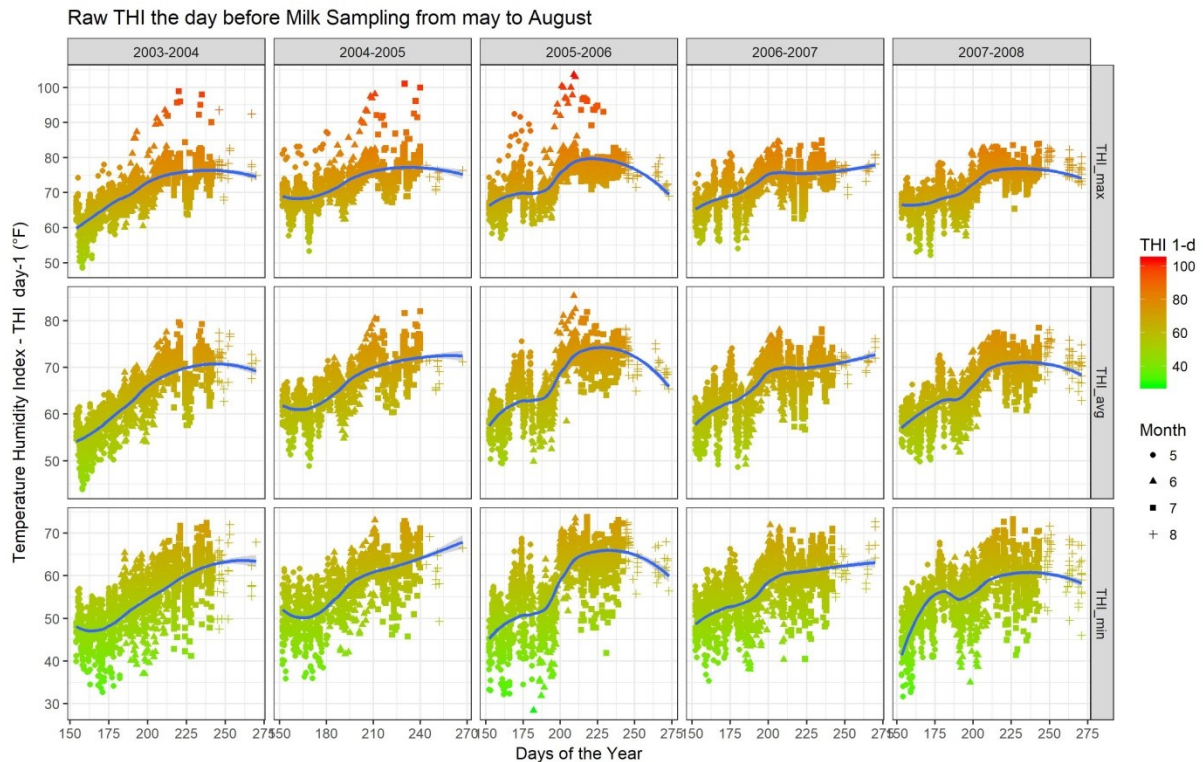 Raw THI the day before Milk Sampling from may to August
2003-2004 2004-2005 2005-2006 2006-2007 2007-2008
100
90
80
70
60
50
THI_max
80
70
60
50
THI_avg
70
60
50
40
30
THI_min
Temperature Humidity Index - THI day-1 (°F)
150 175 200 225 250 275 150 180 210 240 270 150 175 200 225 250 275 150 175 200 225 250 275 150 175 200 225 250 275
Days of the Year
THI 1-d
100
80
60
40
Month
5
6
7
8